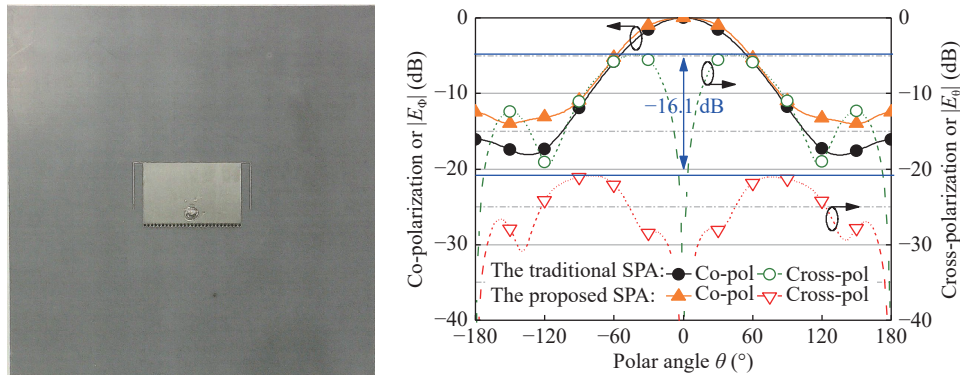 Co-polarization or |E_Φ| (dB)
0
−10
−20
−30
−40
0
−10
−20
−30
−40
Cross-polarization or |E_θ| (dB)
−16.1 dB
The traditional SPA: Co-pol Cross-pol
The proposed SPA: Co-pol Cross-pol
−180 −120 −60 0 60 120 180
Polar angle θ (°)